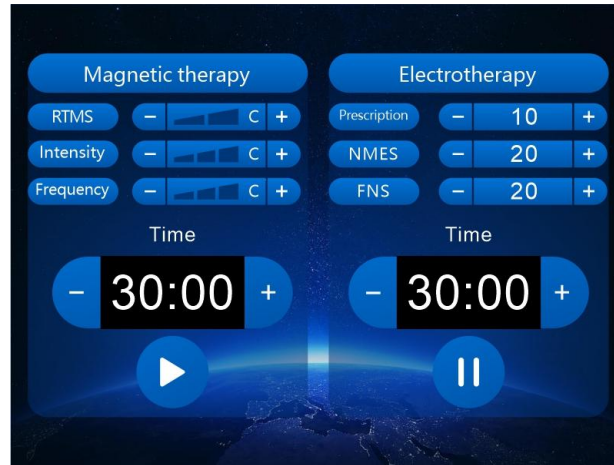 Magnetic therapy
RTMS - C +
Intensity - C +
Frequency - C +
Time
- 30:00 +
Electrotherapy
Prescription - 10 +
NMES - 20 +
FNS - 20 +
Time
- 30:00 +